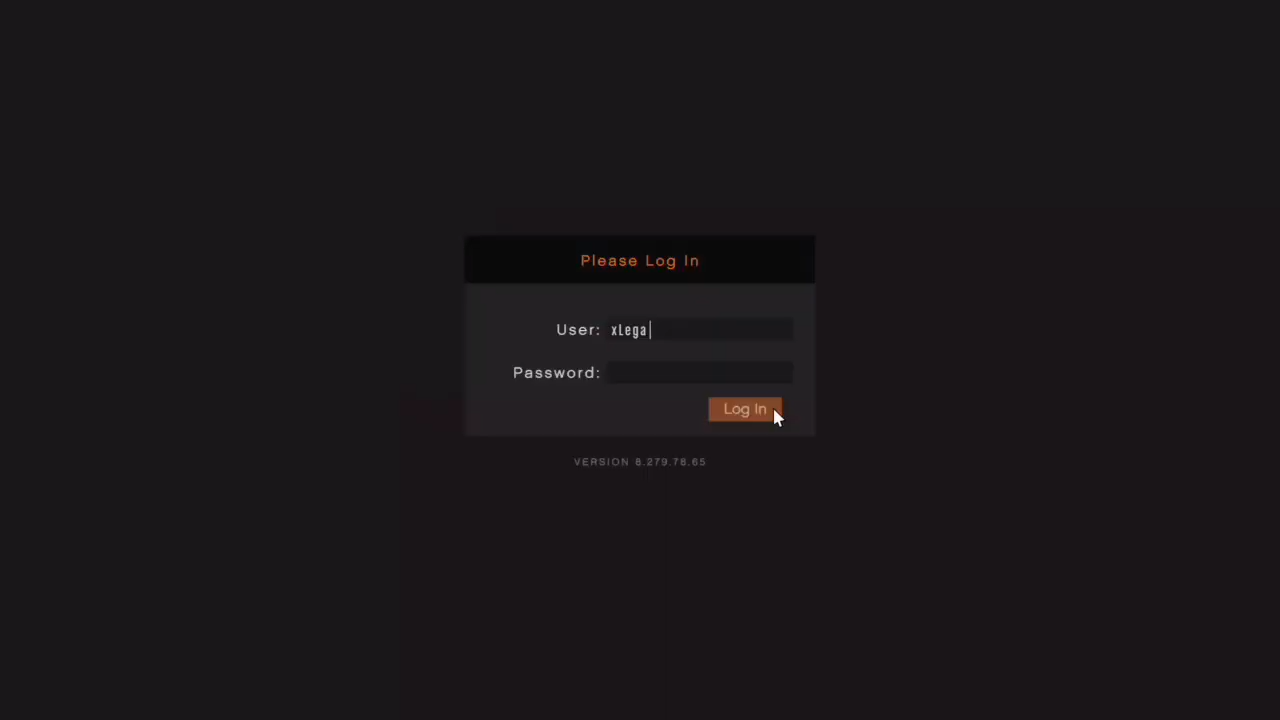 Please Log In
User: xLega
Password:
Log In
VERSION 8.279.78.65